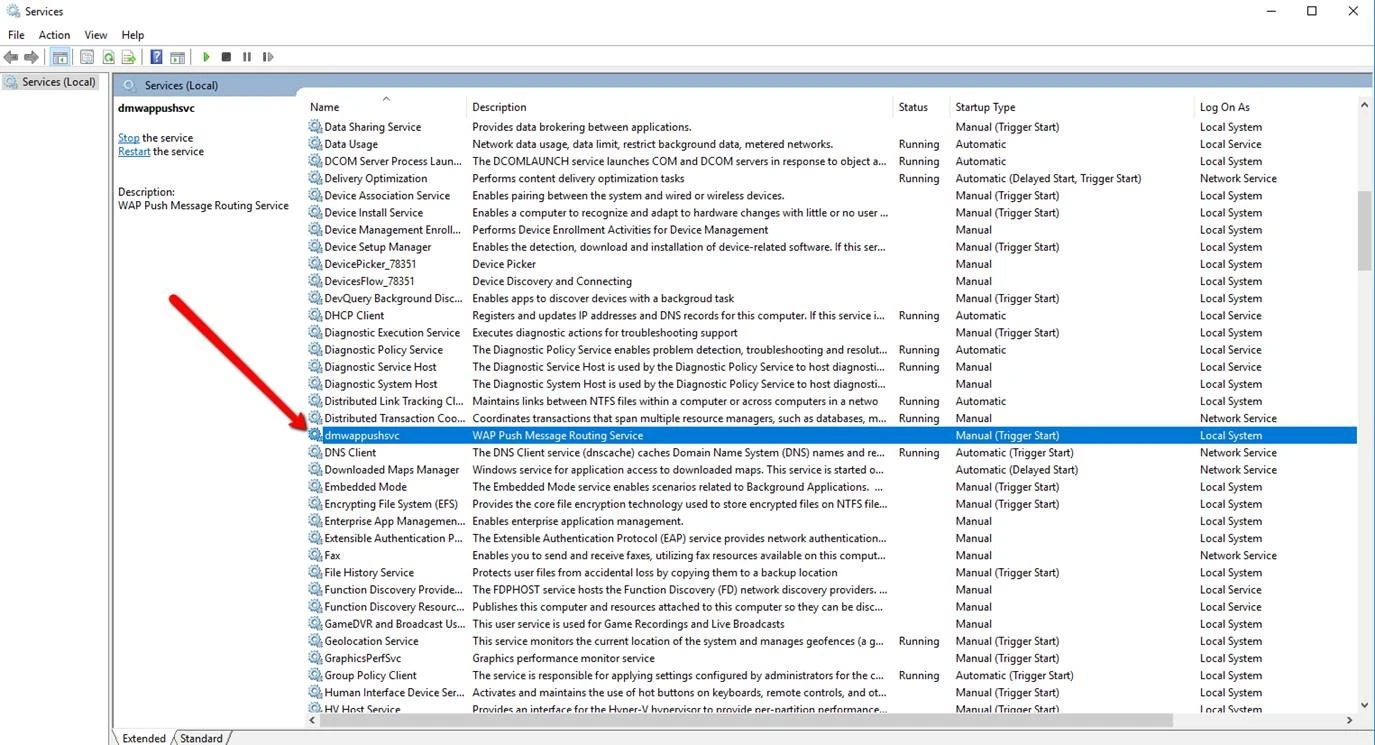 Services
File Action View Help
Services (Local)
Services (Local)
dmwappushsvc
Stop the service
Restart the service
Description:
WAP Push Message Routing Service
Name Description Status Startup Type Log On As
Data Sharing Service Provides data brokering between applications. Manual (Trigger Start) Local System
Data Usage Network data usage, data limit, restrict background data, metered networks. Running Automatic Local Service
DCOM Server Process Laun... The DCOMLAUNCH service launches COM and DCOM servers in response to object a... Running Automatic Local System
Delivery Optimization Performs content delivery optimization tasks Running Automatic (Delayed Start, Trigger Start) Network Service
Device Association Service Enables pairing between the system and wired or wireless devices. Manual (Trigger Start) Local System
Device Install Service Enables a computer to recognize and adapt to hardware changes with little or no user ... Manual (Trigger Start) Local System
Device Management Enroll... Performs Device Enrollment Activities for Device Management Manual Local System
Device Setup Manager Enables the detection, download and installation of device-related software. If this ser... Manual (Trigger Start) Local System
DevicePicker_78351 Device Picker Manual Local System
DevicesFlow_78351 Device Discovery and Connecting Manual Local System
DevQuery Background Disc... Enables apps to discover devices with a backgroud task Manual (Trigger Start) Local System
DHCP Client Registers and updates IP addresses and DNS records for this computer. If this service i... Running Automatic Local Service
Diagnostic Execution Service Executes diagnostic actions for troubleshooting support Manual (Trigger Start) Local System
Diagnostic Policy Service The Diagnostic Policy Service enables problem detection, troubleshooting and resolut... Running Automatic Local Service
Diagnostic Service Host The Diagnostic Service Host is used by the Diagnostic Policy Service to host diagnosti... Running Manual Local Service
Diagnostic System Host The Diagnostic System Host is used by the Diagnostic Policy Service to host diagnosti... Manual Local System
Distributed Link Tracking Cl... Maintains links between NTFS files within a computer or across computers in a netwo Running Automatic Local System
Distributed Transaction Coo... Coordinates transactions that span multiple resource managers, such as databases, m... Running Manual Network Service
dmwappushsvc WAP Push Message Routing Service Manual (Trigger Start) Local System
DNS Client The DNS Client service (dnscache) caches Domain Name System (DNS) names and re... Running Automatic (Trigger Start) Network Service
Downloaded Maps Manager Windows service for application access to downloaded maps. This service is started o... Automatic (Delayed Start) Network Service
Embedded Mode The Embedded Mode service enables scenarios related to Background Applications. ... Manual (Trigger Start) Local System
Encrypting File System (EFS) Provides the core file encryption technology used to store encrypted files on NTFS file... Manual (Trigger Start) Local System
Enterprise App Managemen... Enables enterprise application management. Manual Local System
Extensible Authentication P... The Extensible Authentication Protocol (EAP) service provides network authentication... Manual Local System
Fax Enables you to send and receive faxes, utilizing fax resources available on this comput... Manual Network Service
File History Service Protects user files from accidental loss by copying them to a backup location Manual (Trigger Start) Local System
Function Discovery Provide... The FDPHOST service hosts the Function Discovery (FD) network discovery providers. ... Manual Local Service
Function Discovery Resourc... Publishes this computer and resources attached to this computer so they can be disc... Manual Local Service
GameDVR and Broadcast Us... This user service is used for Game Recordings and Live Broadcasts Manual Local System
Geolocation Service This service monitors the current location of the system and manages geofences (a g... Running Manual (Trigger Start) Local System
GraphicsPerfSvc Graphics performance monitor service Manual (Trigger Start) Local System
Group Policy Client The service is responsible for applying settings configured by administrators for the c... Running Automatic (Trigger Start) Local System
Human Interface Device Ser... Activates and maintains the use of hot buttons on keyboards, remote controls, and ot... Manual (Trigger Start) Local System
HV Host Service Provides an interface for the Hyper-V hypervisor to provide per-partition performance... Manual (Trigger Start) Local System
Extended Standard